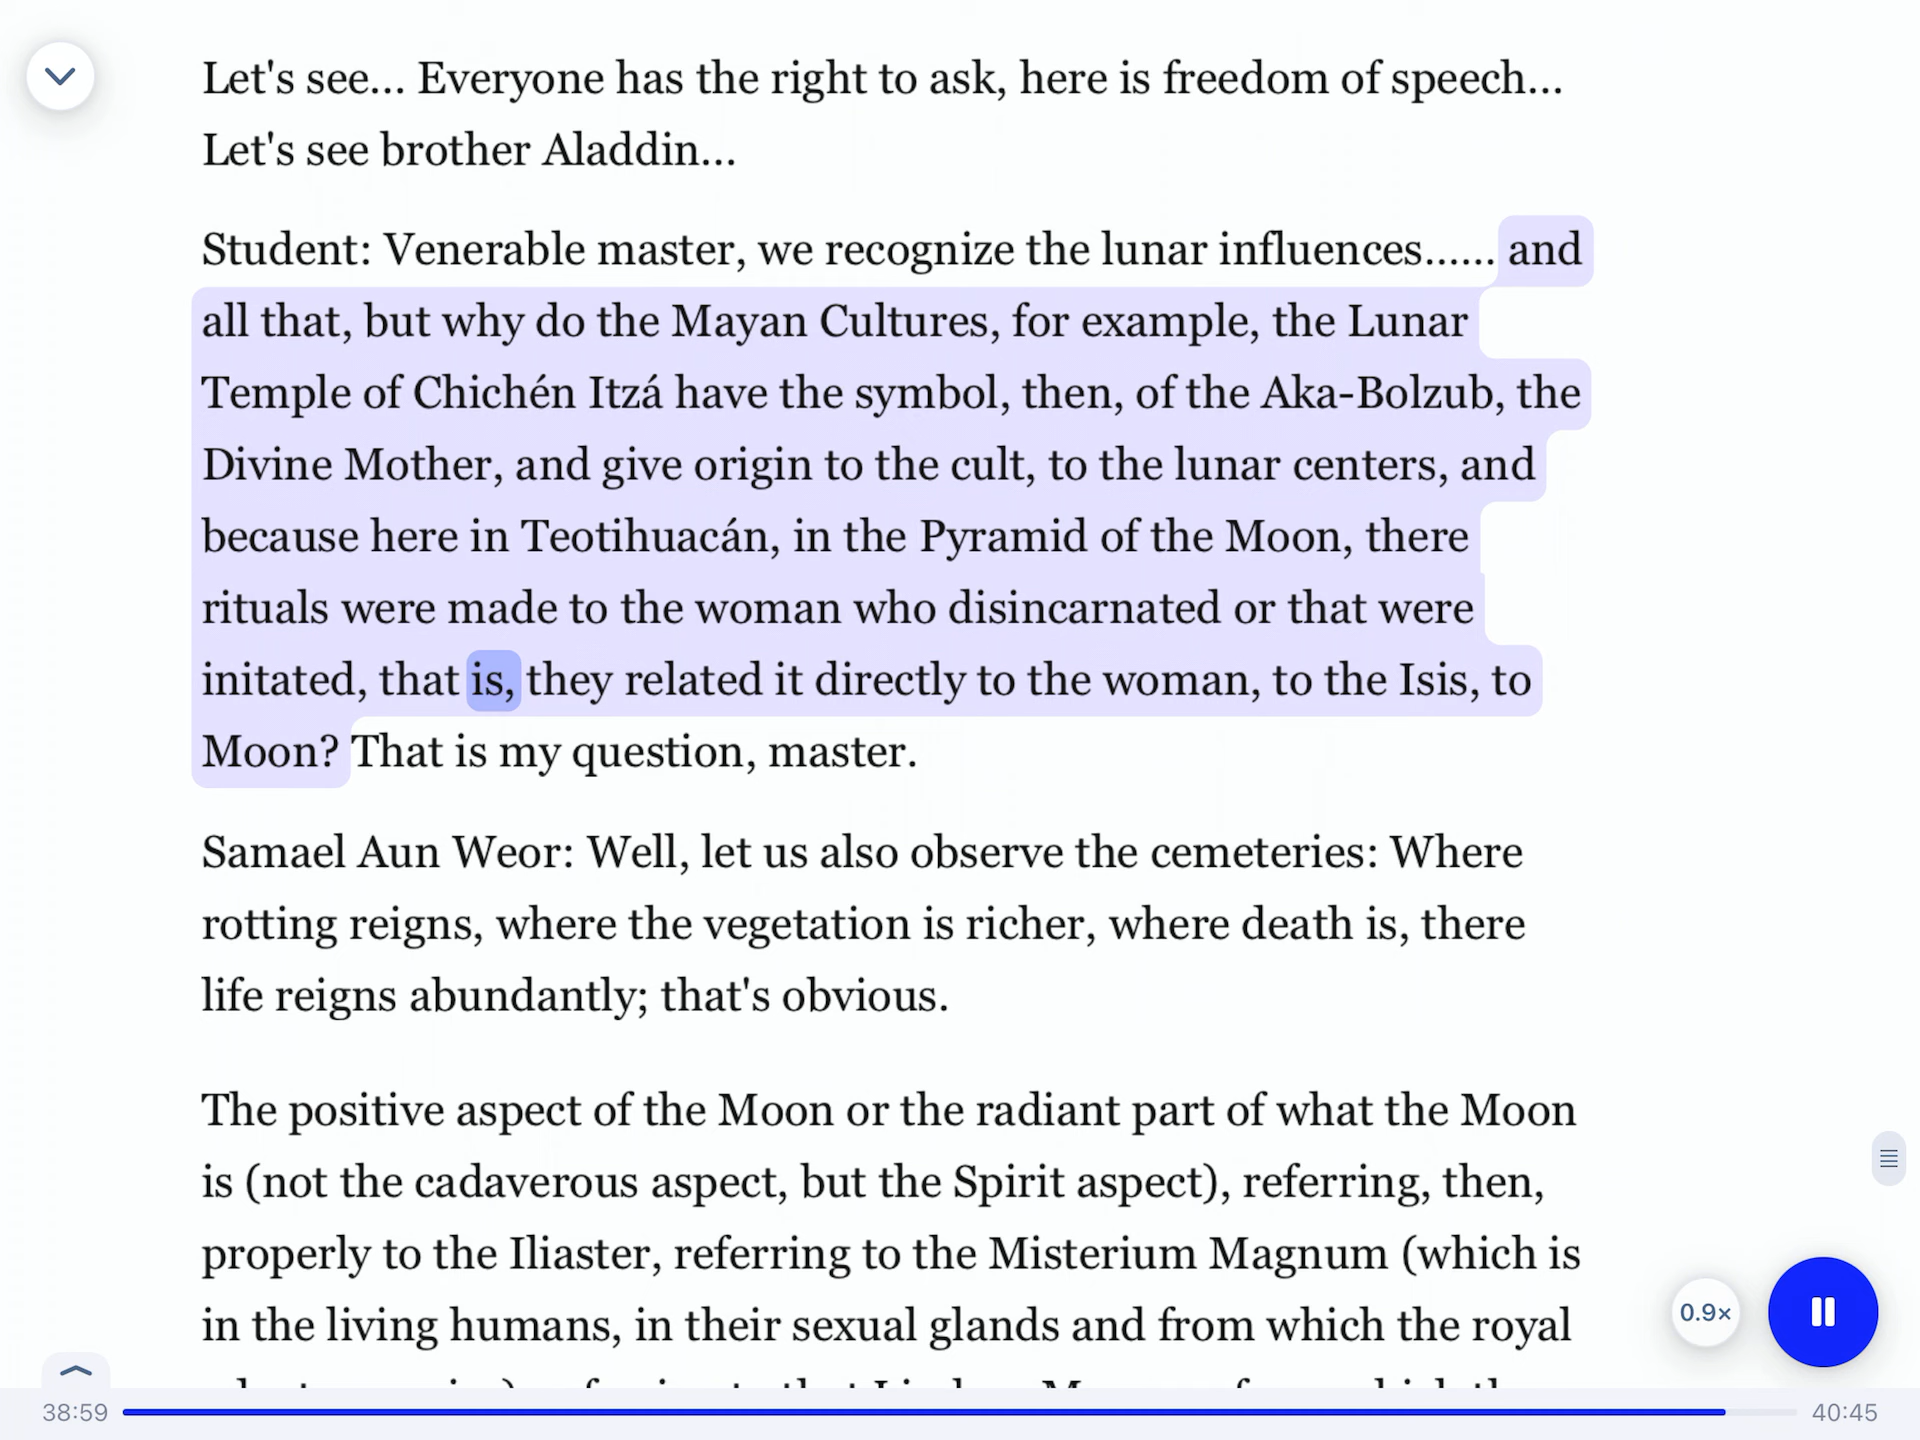 Let's see... Everyone has the right to ask, here is freedom of speech...
Let's see brother Aladdin...
Student: Venerable master, we recognize the lunar influences...... and
all that, but why do the Mayan Cultures, for example, the Lunar
Temple of Chichén Itzá have the symbol, then, of the Aka-Bolzub, the
Divine Mother, and give origin to the cult, to the lunar centers, and
because here in Teotihuacán, in the Pyramid of the Moon, there
rituals were made to the woman who disincarnated or that were
initated, that is, they related it directly to the woman, to the Isis, to
Moon? That is my question, master.
Samael Aun Weor: Well, let us also observe the cemeteries: Where
rotting reigns, where the vegetation is richer, where death is, there
life reigns abundantly; that's obvious.
The positive aspect of the Moon or the radiant part of what the Moon
is (not the cadaverous aspect, but the Spirit aspect), referring, then,
properly to the Iliaster, referring to the Misterium Magnum (which is
in the living humans, in their sexual glands and from which the royal
0.9×
38:59
40:45